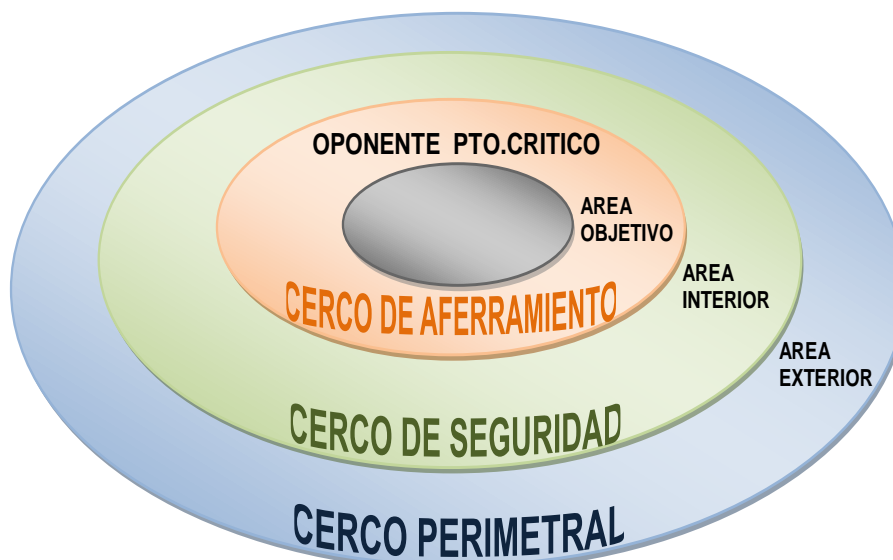 OPONENTE PTO.CRITICO
AREA
OBJETIVO
AREA
INTERIOR
CERCO DE AFERRAMIENTO
AREA
EXTERIOR
CERCO DE SEGURIDAD
CERCO PERIMETRAL